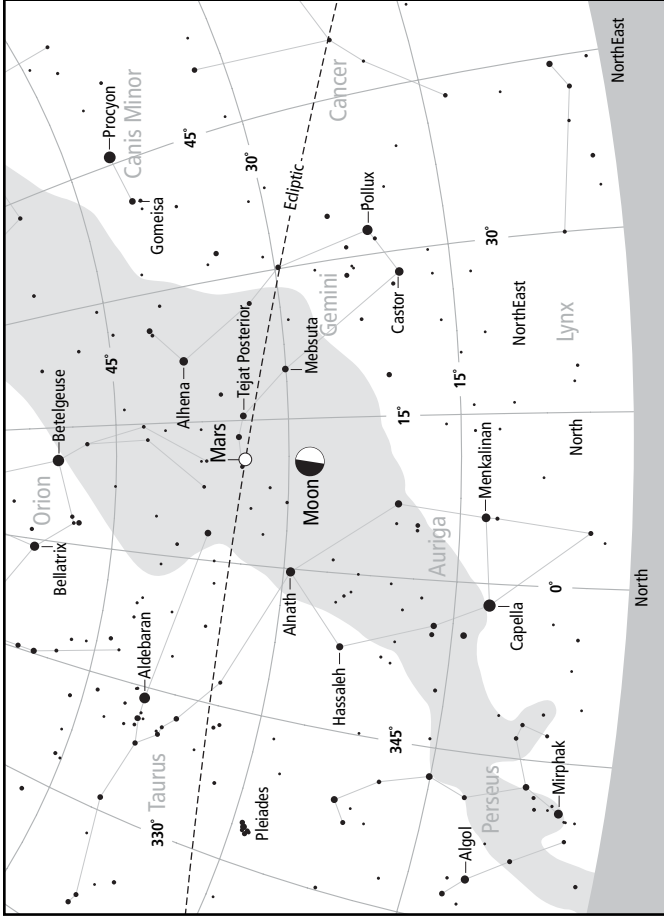 NorthEast
Procyon
Canis Minor
Cancer
45°
30°
Ecliptic
Gomeisa
Pollux
30°
Gemini
Castor
NorthEast
Lynx
Tejat Posterior
Mebsuta
45°
Alhena
Betelgeuse
15°
15°
Mars
Moon
Menkalinan
North
Orion
Bellatrix
Auriga
Alnath
0°
North
Capella
Aldebaran
Hassaleh
345°
Taurus
330°
Pleiades
Perseus
Mirphak
Algol